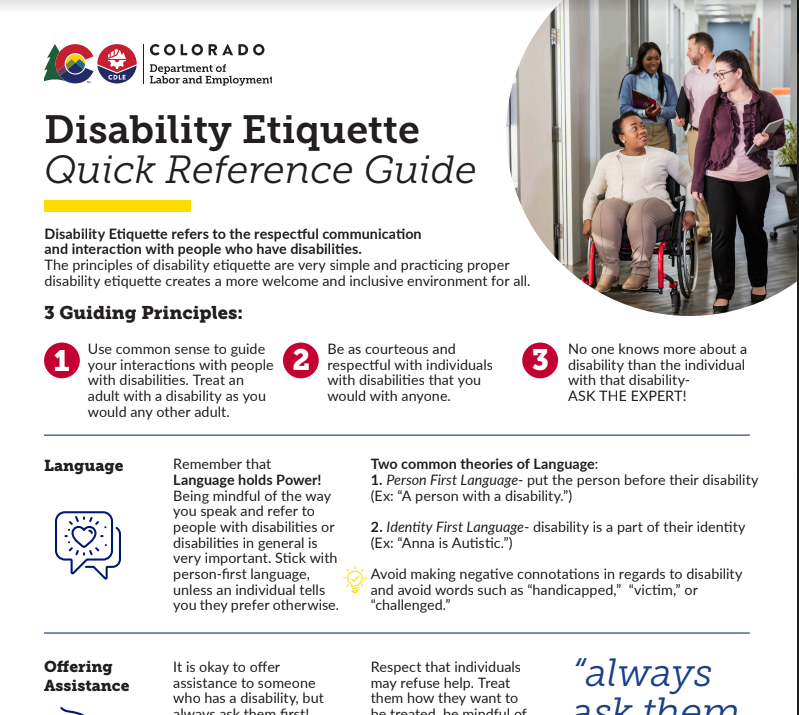 COLORADO
Department of
Labor and Employment
CDLE
Disability Etiquette
Quick Reference Guide
Disability Etiquette refers to the respectful communication
and interaction with people who have disabilities.
The principles of disability etiquette are very simple and practicing proper
disability etiquette creates a more welcome and inclusive environment for all.
3 Guiding Principles:
1
Use common sense to guide
your interactions with people
with disabilities. Treat an
adult with a disability as you
would any other adult.
2
Be as courteous and
respectful with individuals
with disabilities that you
would with anyone.
3
No one knows more about a
disability than the individual
with that disability-
ASK THE EXPERT!
Language
Remember that
Language holds Power!
Being mindful of the way
you speak and refer to
people with disabilities or
disabilities in general is
very important. Stick with
person-first language,
unless an individual tells
you they prefer otherwise.
Two common theories of Language:
1. Person First Language- put the person before their disability
(Ex: “A person with a disability.”)
2. Identity First Language- disability is a part of their identity
(Ex: “Anna is Autistic.”)
Avoid making negative connotations in regards to disability
and avoid words such as “handicapped,”  “victim,” or
“challenged.”
Offering
Assistance
It is okay to offer
assistance to someone
who has a disability, but
always ask them first!
Respect that individuals
may refuse help. Treat
them how they want to
be treated, be mindful of
“always
ask them